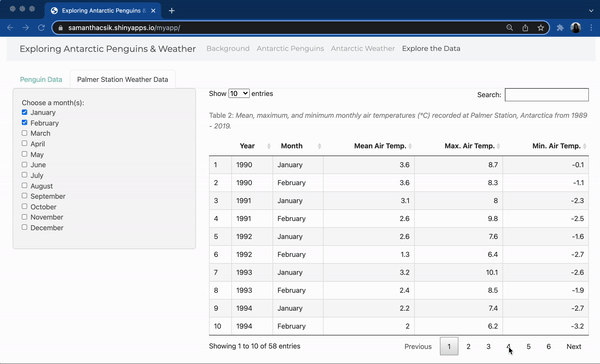 Exploring Antarctic Penguins &
samanthacsik.shinyapps.io/myapp/
Exploring Antarctic Penguins & Weather Background Antarctic Penguins Antarctic Weather Explore the Data
Penguin Data Palmer Station Weather Data
Choose a month(s):
January
February
March
April
May
June
July
August
September
October
November
December
Show 10 entries Search:
Table 2: Mean, maximum, and minimum monthly air temperatures (°C) recorded at Palmer Station, Antarctica from 1989
- 2019.
Year Month Mean Air Temp. Max. Air Temp. Min. Air Temp.
1 1990 January 3.6 8.7 -0.1
2 1990 February 3.6 8.3 -1.1
3 1991 January 3.1 8 -2.3
4 1991 February 2.6 9.8 -2.5
5 1992 January 2.6 7.6 -1.6
6 1992 February 1.3 6.4 -2.7
7 1993 January 3.2 10.1 -2.6
8 1993 February 2.4 8.5 -1.9
9 1994 January 2.2 7.4 -2.7
10 1994 February 2 6.2 -3.2
Showing 1 to 10 of 58 entries Previous 1 2 3 4 5 6 Next